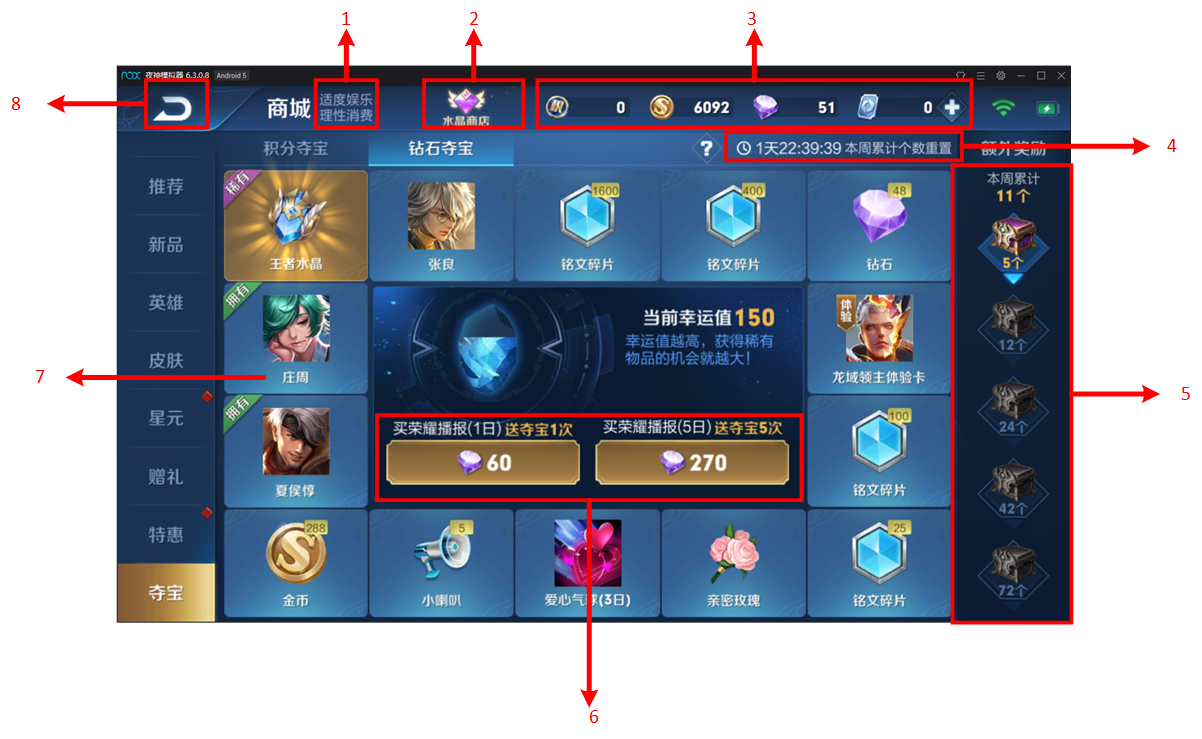 1
2
3
nox 夜神模拟器 6.3.0.8 Android 5
8
商城
适度娱乐
理性消费
水晶商店
0
6092
51
0
积分夺宝
钻石夺宝
?
1天22:39:39 本周累计个数重置
4
额外奖励
推荐
新品
英雄
皮肤
星元
赠礼
特惠
夺宝
稀有
王者水晶
张良
1600
铭文碎片
400
铭文碎片
48
钻石
本周累计
11个
5个
12个
24个
42个
72个
5
7
拥有
庄周
当前幸运值150
幸运值越高，获得稀有
物品的机会就越大！
体验
龙域领主体验卡
拥有
夏侯惇
买荣耀播报(1日) 送夺宝1次
60
买荣耀播报(5日) 送夺宝5次
270
100
铭文碎片
288
金币
5
小喇叭
爱心气球(3日)
亲密玫瑰
25
铭文碎片
6